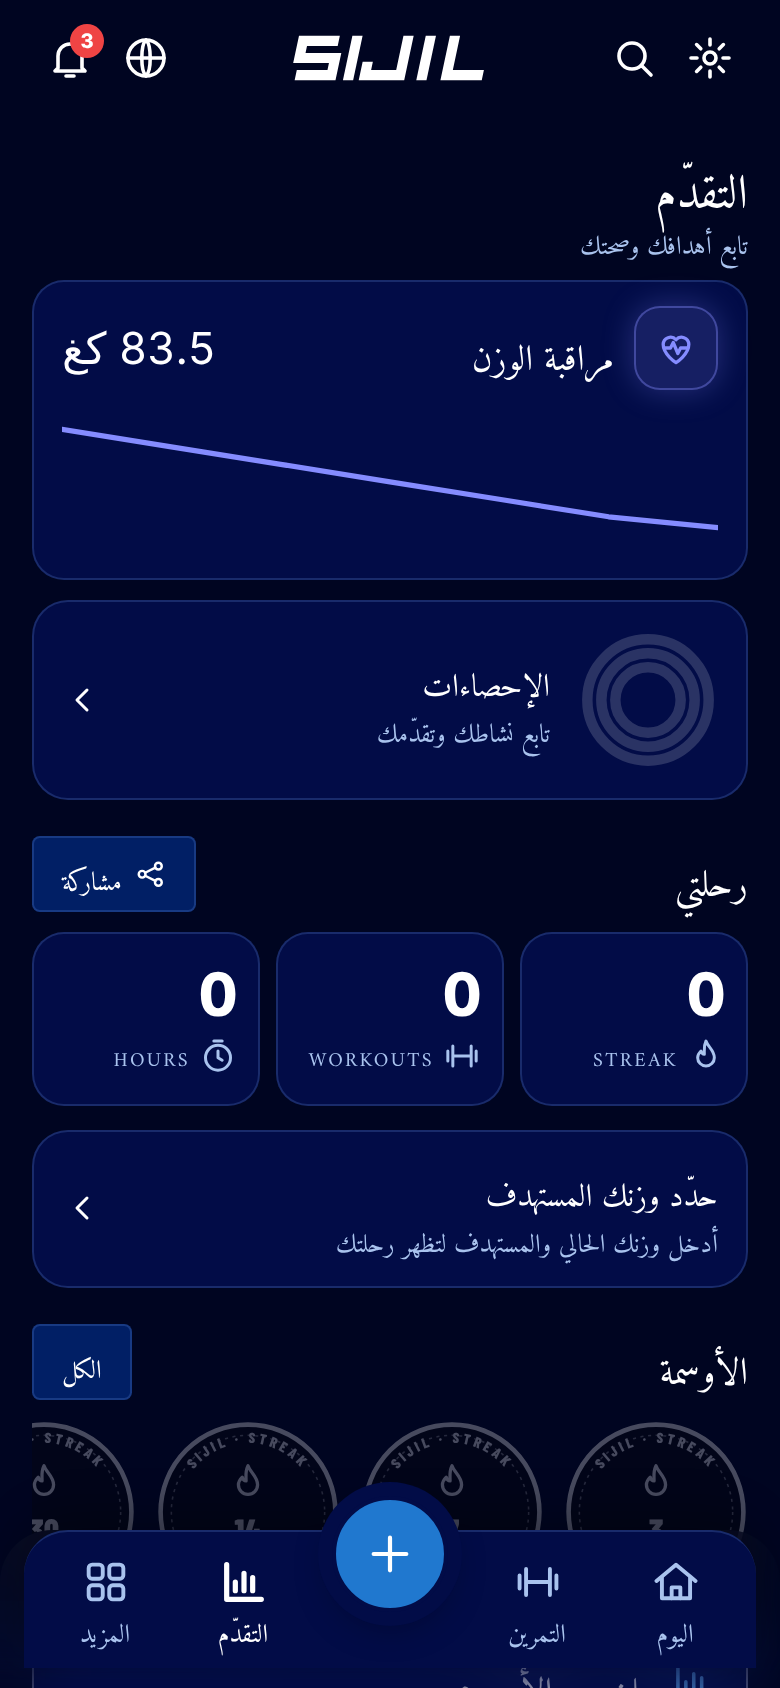 3
SIJIL
التقدّم
تابع أهدافك وصحتك
مراقبة الوزن
83.5 كغ
الإحصاءات
تابع نشاطك وتقدّمك
رحلتي
مشاركة
0
STREAK
0
WORKOUTS
0
HOURS
حدّد وزنك المستهدف
أدخل وزنك الحالي والمستهدف لتظهر رحلتك
الأوسمة
الكل
SIJIL · STREAK
SIJIL · STREAK
SIJIL · STREAK
· STREAK
اليوم
التمرين
التقدّم
المزيد